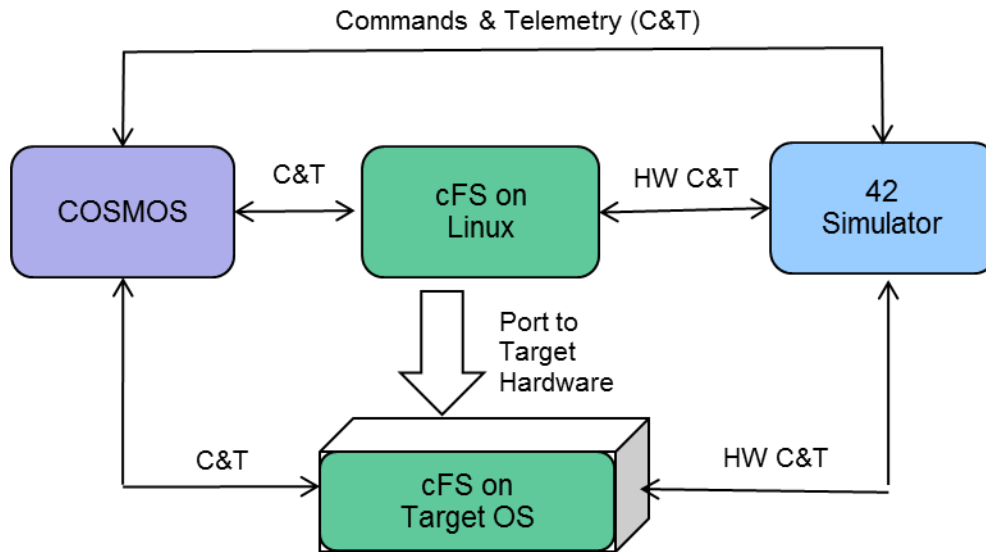 Commands & Telemetry (C&T)
COSMOS
C&T
cFS on
Linux
HW C&T
42
Simulator
Port to
Target
Hardware
C&T
cFS on
Target OS
HW C&T